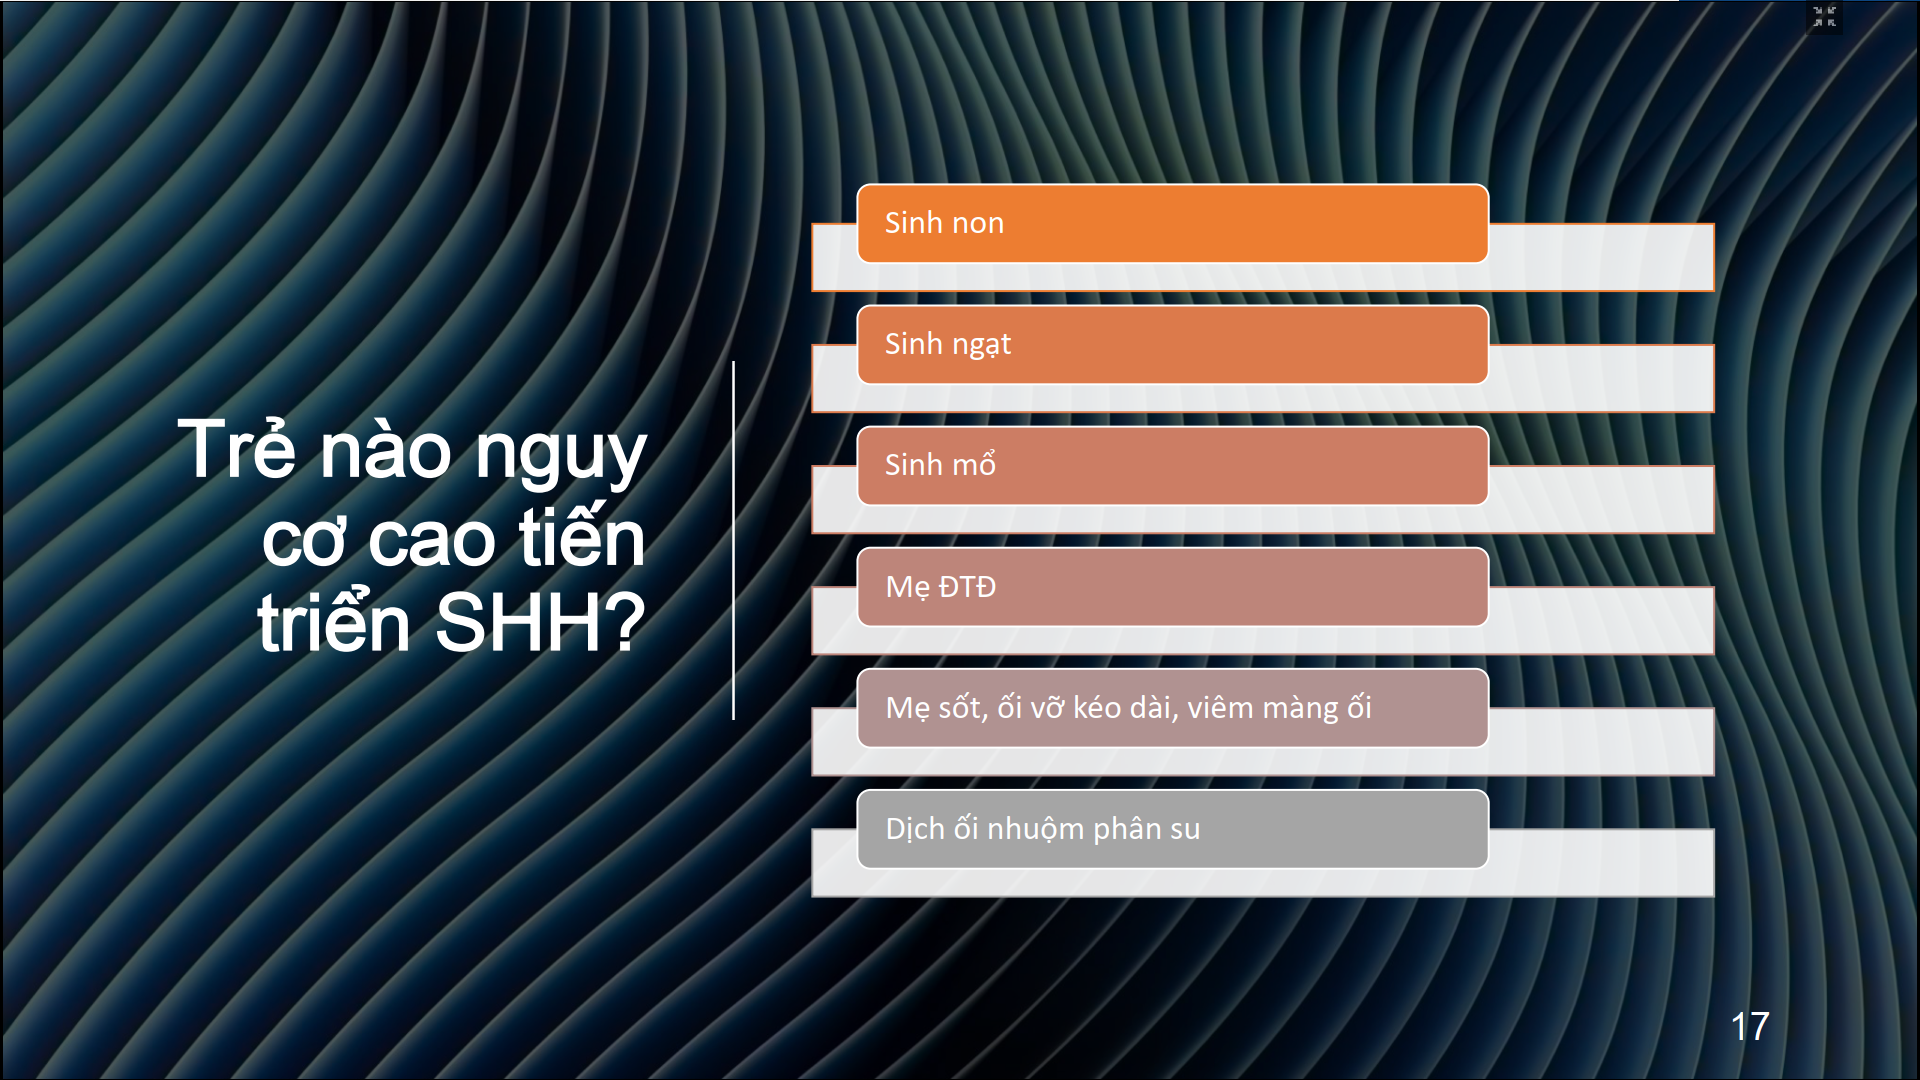 Trẻ nào nguy
cơ cao tiến
triển SHH?
Sinh non
Sinh ngạt
Sinh mổ
Mẹ ĐTĐ
Mẹ sốt, ối vỡ kéo dài, viêm màng ối
Dịch ối nhuộm phân su
17